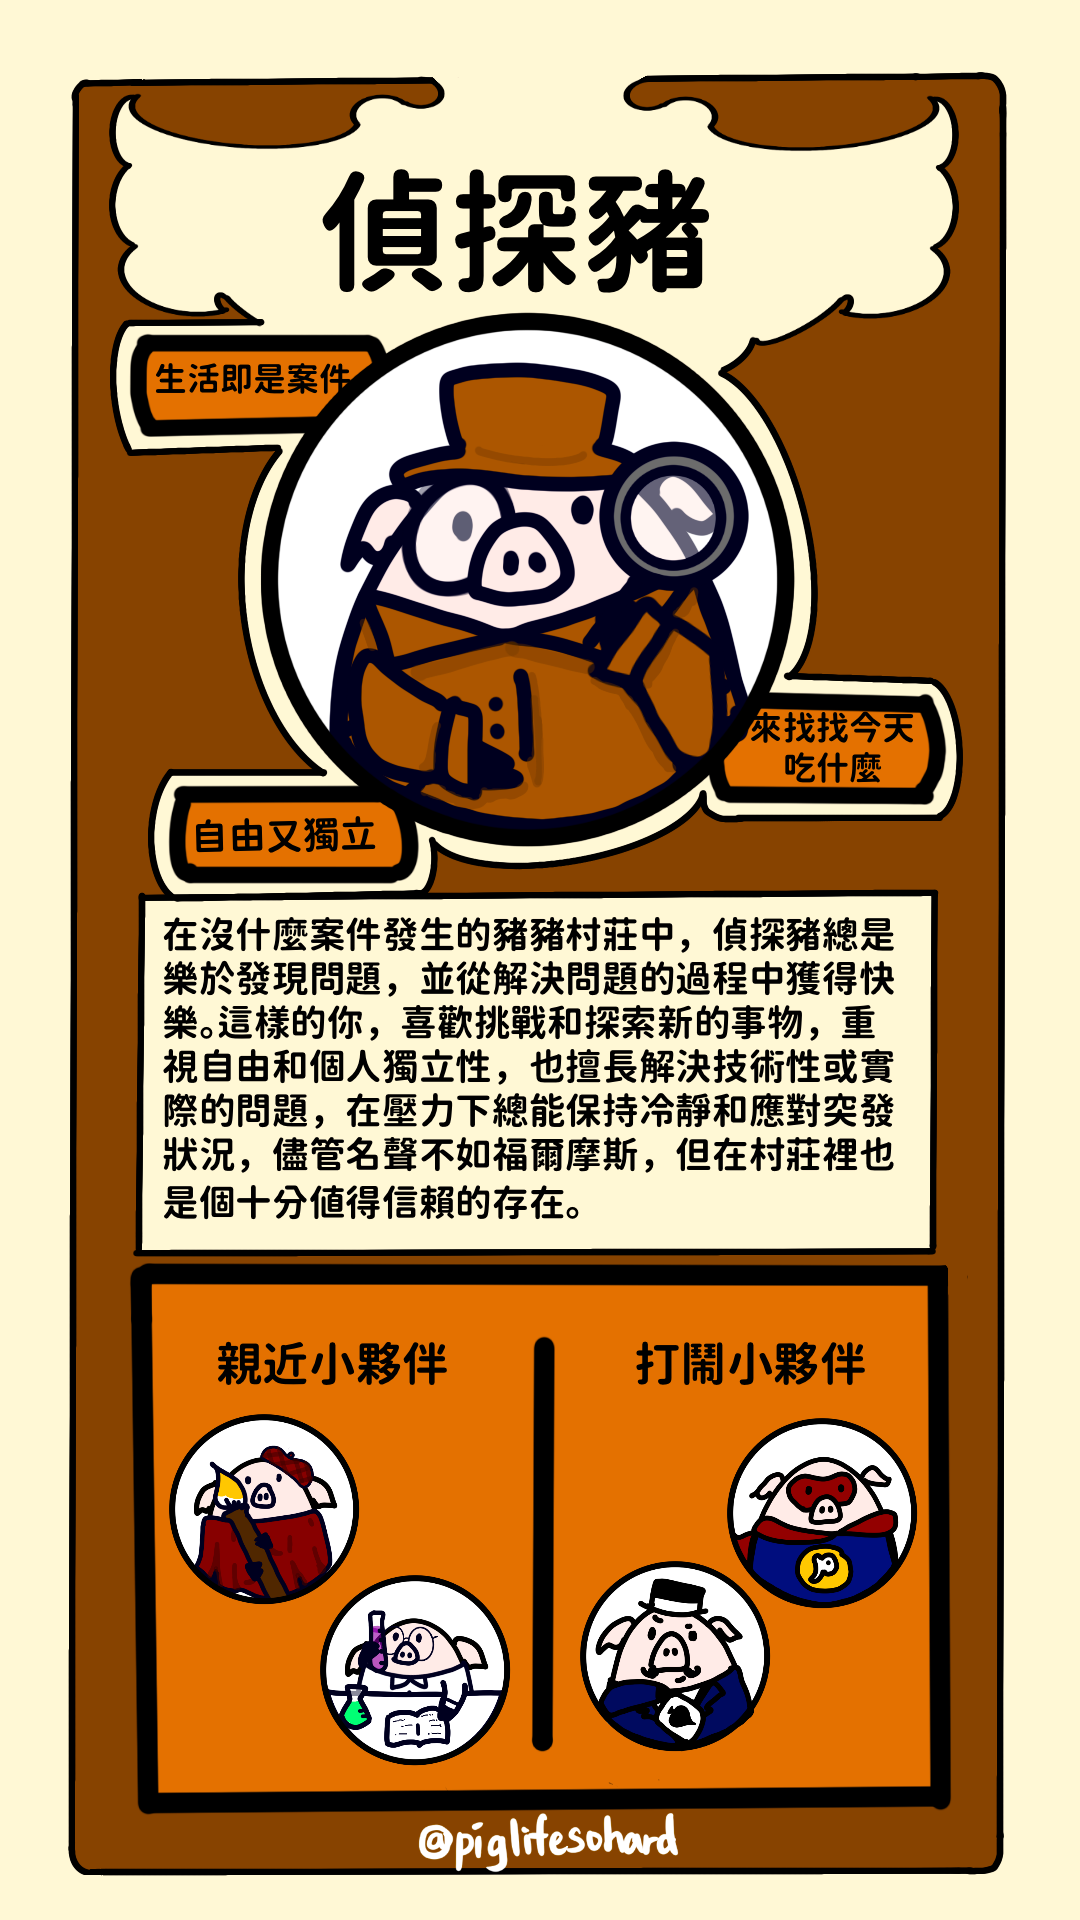 偵探豬
生活即是案件
來找找今天
吃什麼
自由又獨立
在沒什麼案件發生的豬豬村莊中，偵探豬總是
樂於發現問題，並從解決問題的過程中獲得快
樂。這樣的你，喜歡挑戰和探索新的事物，重
視自由和個人獨立性，也擅長解決技術性或實
際的問題，在壓力下總能保持冷靜和應對突發
狀況，儘管名聲不如福爾摩斯，但在村莊裡也
是個十分值得信賴的存在。
親近小夥伴
打鬧小夥伴
@piglifesohard